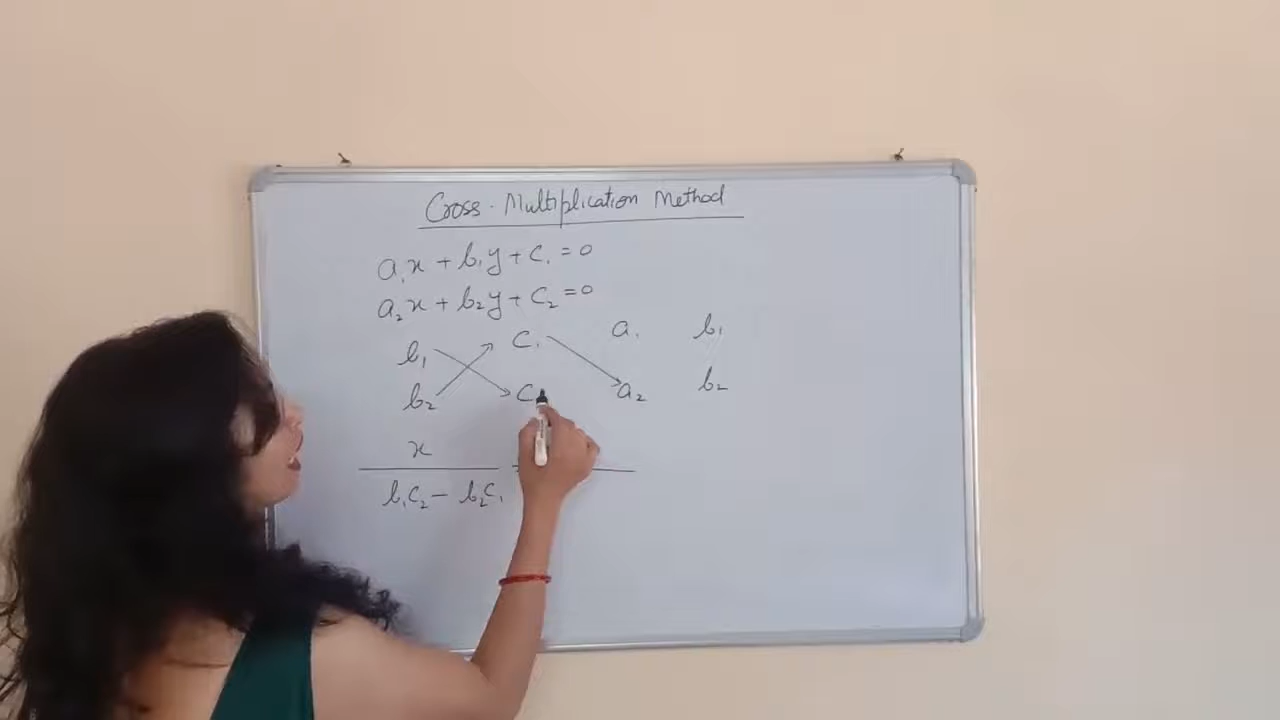 Cross - Multiplication Method
a₁x + b₁y + c₁ = 0
a₂x + b₂y + c₂ = 0
b₁ c₁ a₁ b₁
b₂ c a₂ b₂
x
b₁c₂ - b₂c₁